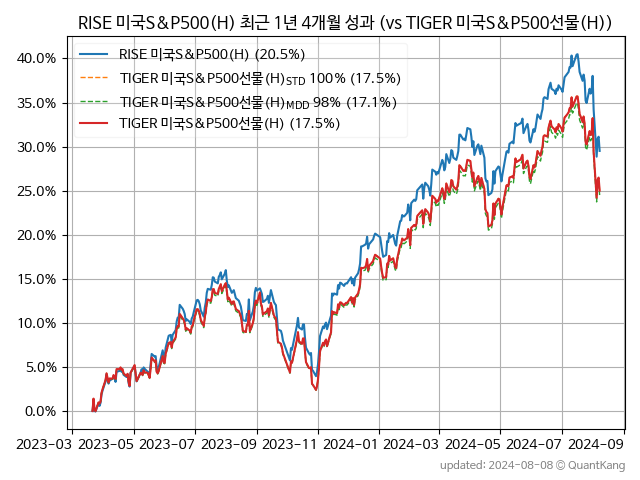 RISE 미국S&P500(H) 최근 1년 4개월 성과 (vs TIGER 미국S&P500선물(H))
RISE 미국S&P500(H) (20.5%)
TIGER 미국S&P500선물(H)STD 100% (17.5%)
TIGER 미국S&P500선물(H)MDD 98% (17.1%)
TIGER 미국S&P500선물(H) (17.5%)
40.0%
35.0%
30.0%
25.0%
20.0%
15.0%
10.0%
5.0%
0.0%
2023-03 2023-05 2023-07 2023-09 2023-11 2024-01 2024-03 2024-05 2024-07 2024-09
updated: 2024-08-08 © QuantKang